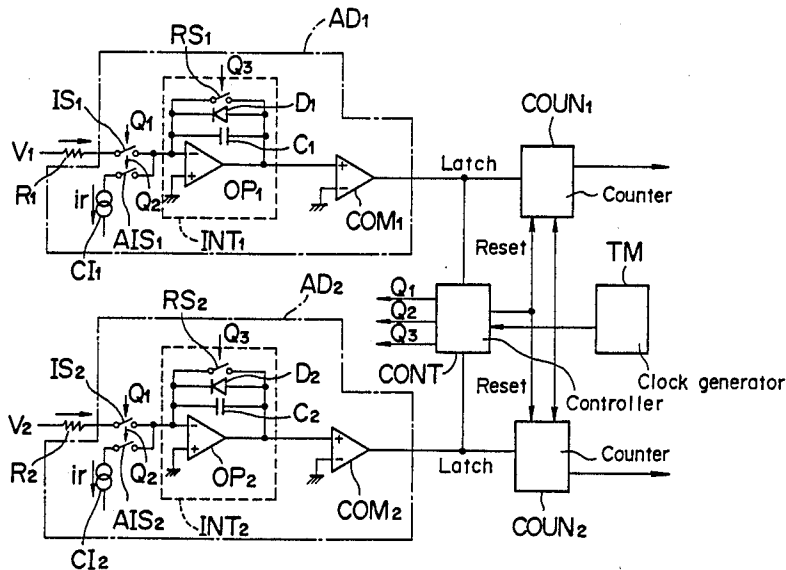 AD₁
RS₁
Q₃
COUN₁
IS₁
Q₁
D₁
V₁
C₁
Latch
R₁
OP₁
Counter
ir
Q₂
COM₁
AIS₁
INT₁
Reset
TM
CI₁
AD₂
RS₂
Q₁
Q₂
Q₃
Q₃
IS₂
CONT
Clock generator
Q₁
D₂
Reset
Controller
V₂
C₂
Counter
R₂
Q₂
OP₂
Latch
ir
COM₂
AIS₂
INT₂
COUN₂
CI₂